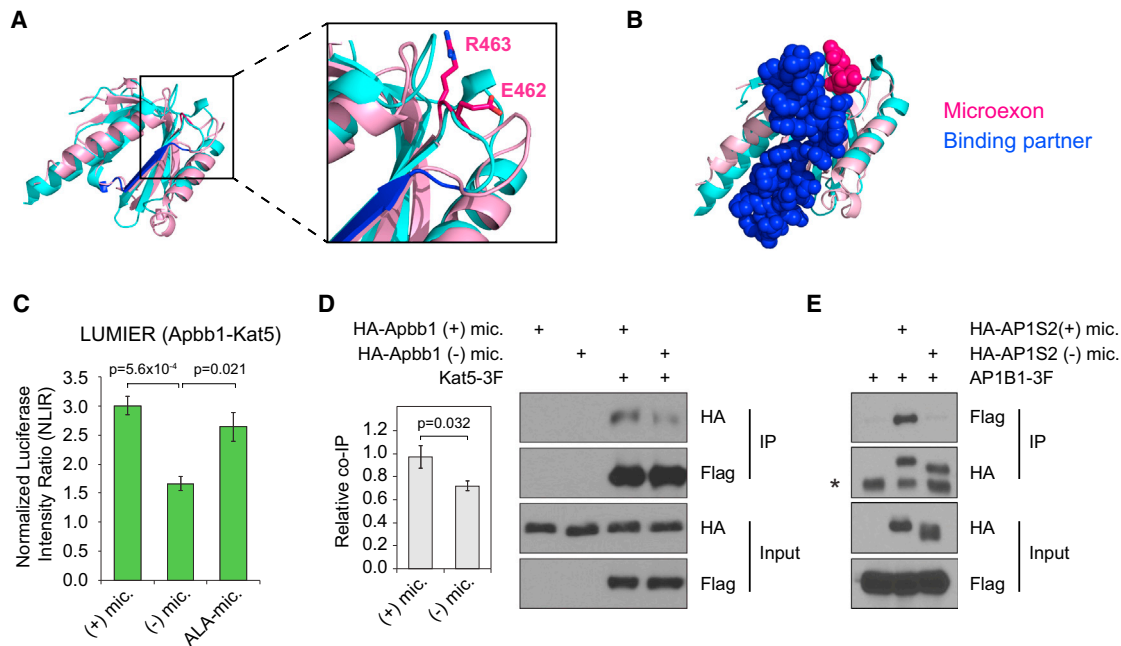 A
R463
E462
B
Microexon
Binding partner
C
LUMIER (Apbb1-Kat5)
p=5.6x10-4
p=0.021
Normalized Luciferase
Intensity Ratio (NLIR)
3.5
3.0
2.5
2.0
1.5
1.0
0.5
0.0
(+) mic.
(-) mic.
ALA-mic.
D
HA-Apbb1 (+) mic. + +
HA-Apbb1 (-) mic. + +
Kat5-3F + +
p=0.032
Relative co-IP
1.2
1.0
0.8
0.6
0.4
0.2
0.0
(+) mic.
(-) mic.
HA
Flag
IP
HA
Flag
Input
E
+ HA-AP1S2(+) mic.
+ HA-AP1S2 (-) mic.
+ + + AP1B1-3F
Flag
HA
IP
*
HA
Flag
Input